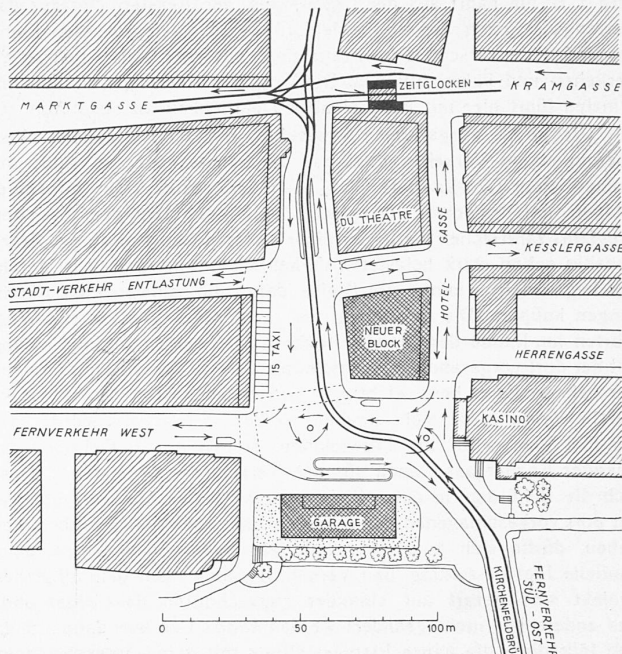 ZEITGLOCKEN
KRAMGASSE
MARKTGASSE
DU THEATRE
GASSE
KESSLERGASSE
STADT-VERKEHR ENTLASTUNG
HOTEL-
15 TAXI
NEUER
BLOCK
HERRENGASSE
KASINO
FERNVERKEHR WEST
GARAGE
KIRCHENFELDBRÜ
FERNVERKEHR
SÜD-OST
0 50 100m